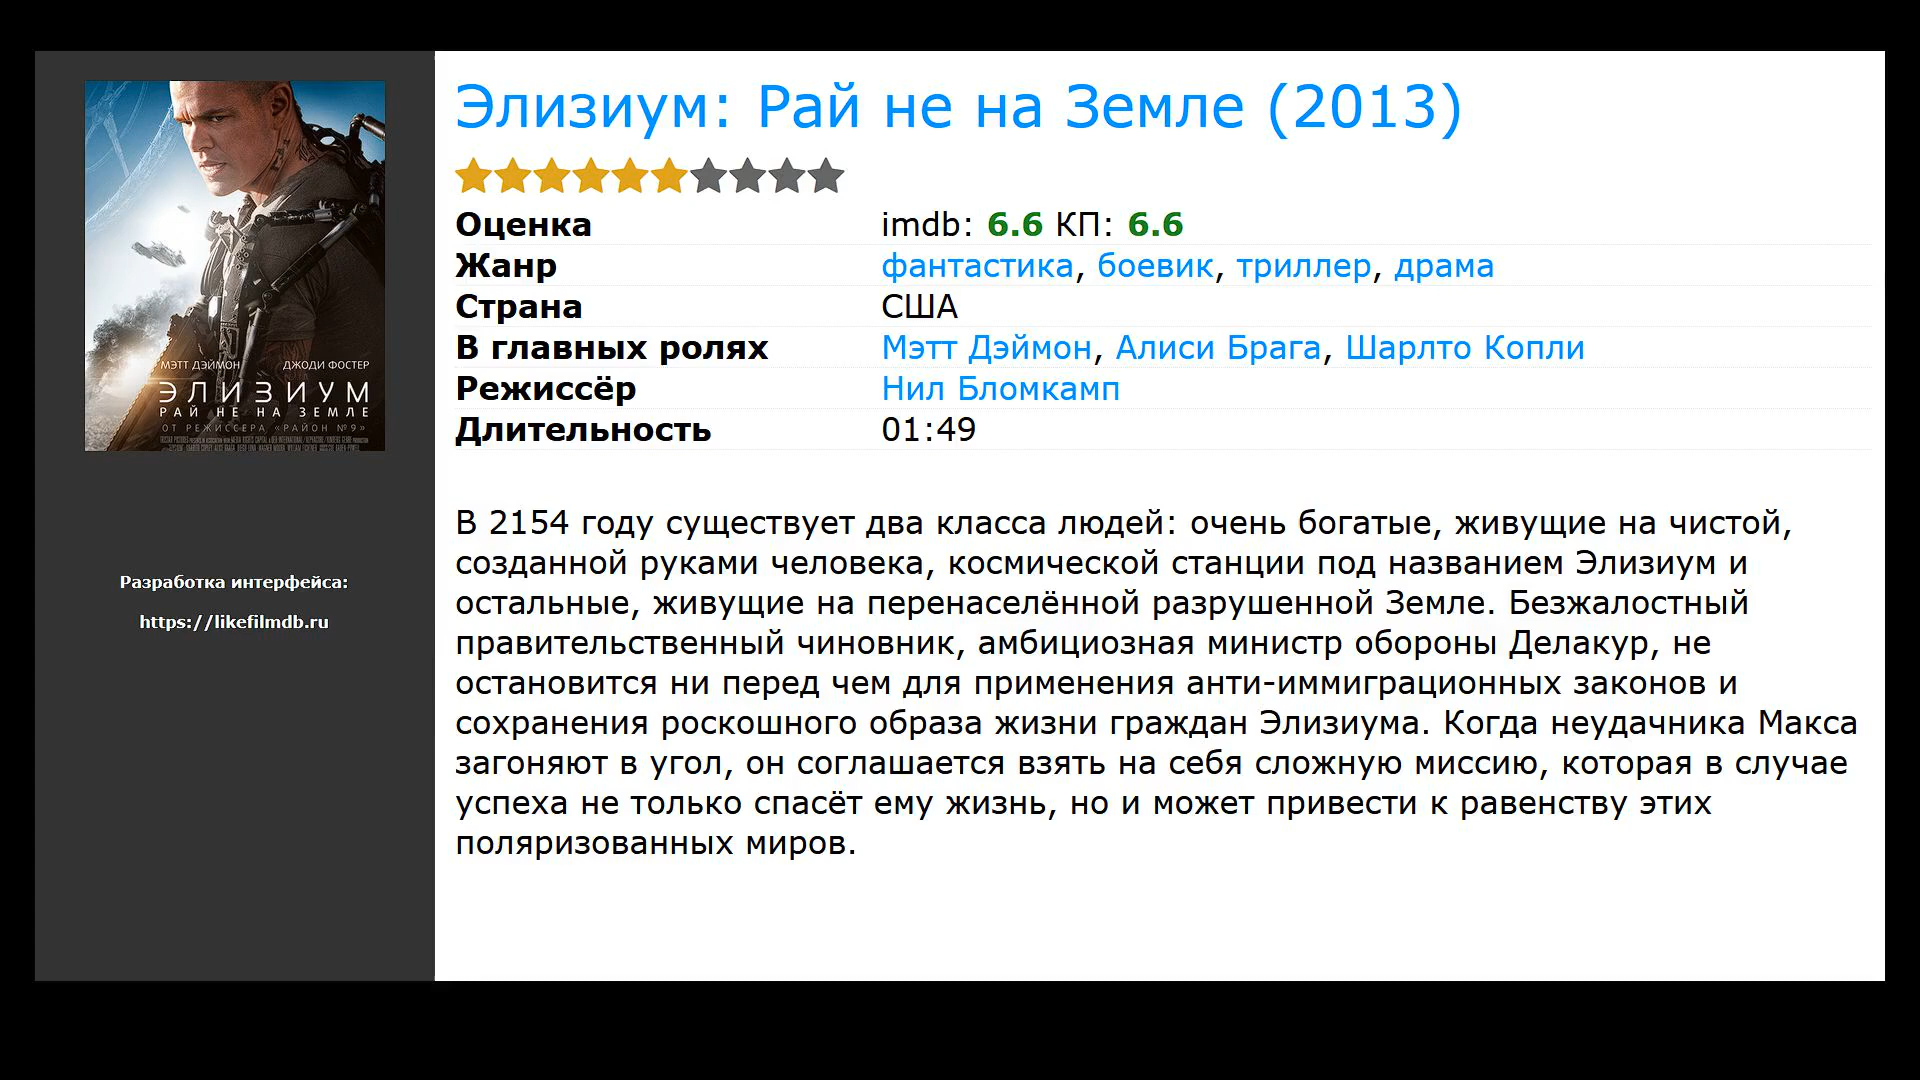 Элизиум: Рай не на Земле (2013)
Оценка imdb: 6.6 КП: 6.6
Жанр фантастика, боевик, триллер, драма
Страна США
В главных ролях Мэтт Дэймон, Алиси Брага, Шарлто Копли
Режиссёр Нил Бломкамп
Длительность 01:49
В 2154 году существует два класса людей: очень богатые, живущие на чистой,
созданной руками человека, космической станции под названием Элизиум и
остальные, живущие на перенаселённой разрушенной Земле. Безжалостный
правительственный чиновник, амбициозная министр обороны Делакур, не
остановится ни перед чем для применения анти-иммиграционных законов и
сохранения роскошного образа жизни граждан Элизиума. Когда неудачника Макса
загоняют в угол, он соглашается взять на себя сложную миссию, которая в случае
успеха не только спасёт ему жизнь, но и может привести к равенству этих
поляризованных миров.
МЭТТ ДЭЙМОН ДЖОДИ ФОСТЕР
ЭЛИЗИУМ
РАЙ НЕ НА ЗЕМЛЕ
ОТ РЕЖИССЕРА «РАЙОН №9»
Разработка интерфейса:
https://likefilmdb.ru